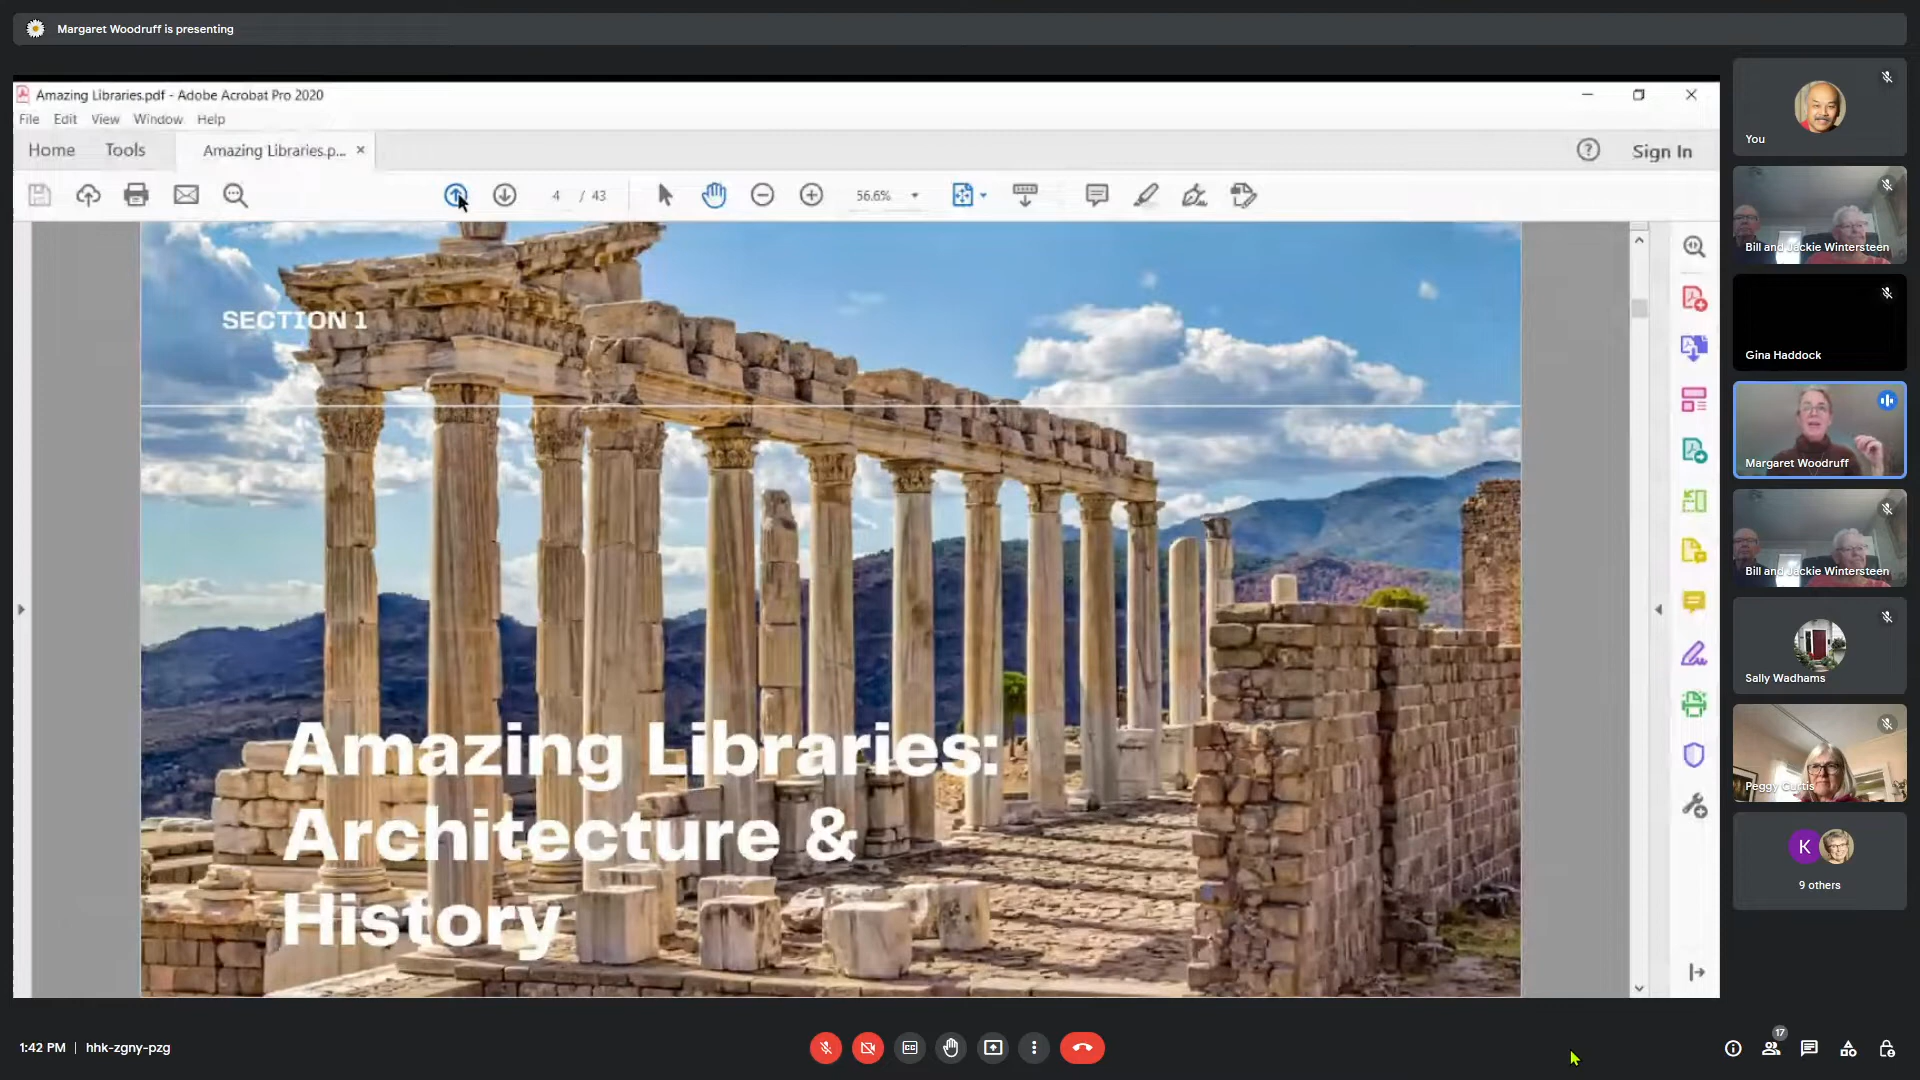 Margaret Woodruff is presenting
Amazing Libraries.pdf - Adobe Acrobat Pro 2020
File Edit View Window Help
Home Tools Amazing Libraries.p... ×
Sign In
4 / 43 56.6%
SECTION 1
Amazing Libraries:
Architecture &
History
You
Bill and Jackie Wintersteen
Gina Haddock
Margaret Woodruff
Bill and Jackie Wintersteen
Sally Wadhams
Peggy Curtis
K
9 others
1:42 PM | hhk-zgny-pzg
CC
17